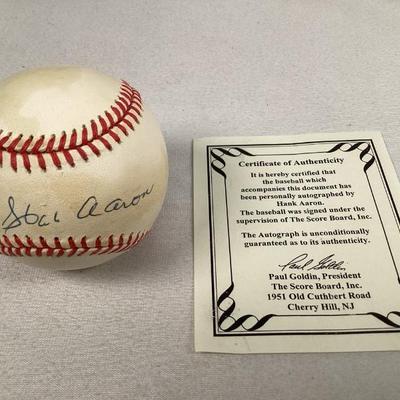 Hank Aaron
Certificate of Authenticity
It is hereby certified that
the baseball which
accompanies this document has
been personally autographed by
Hank Aaron.
The baseball was signed under the
supervision of The Score Board, Inc.
The Autograph is unconditionally
guaranteed as to its authenticity.
Paul Goldin
Paul Goldin, President
The Score Board, Inc.
1951 Old Cuthbert Road
Cherry Hill, NJ